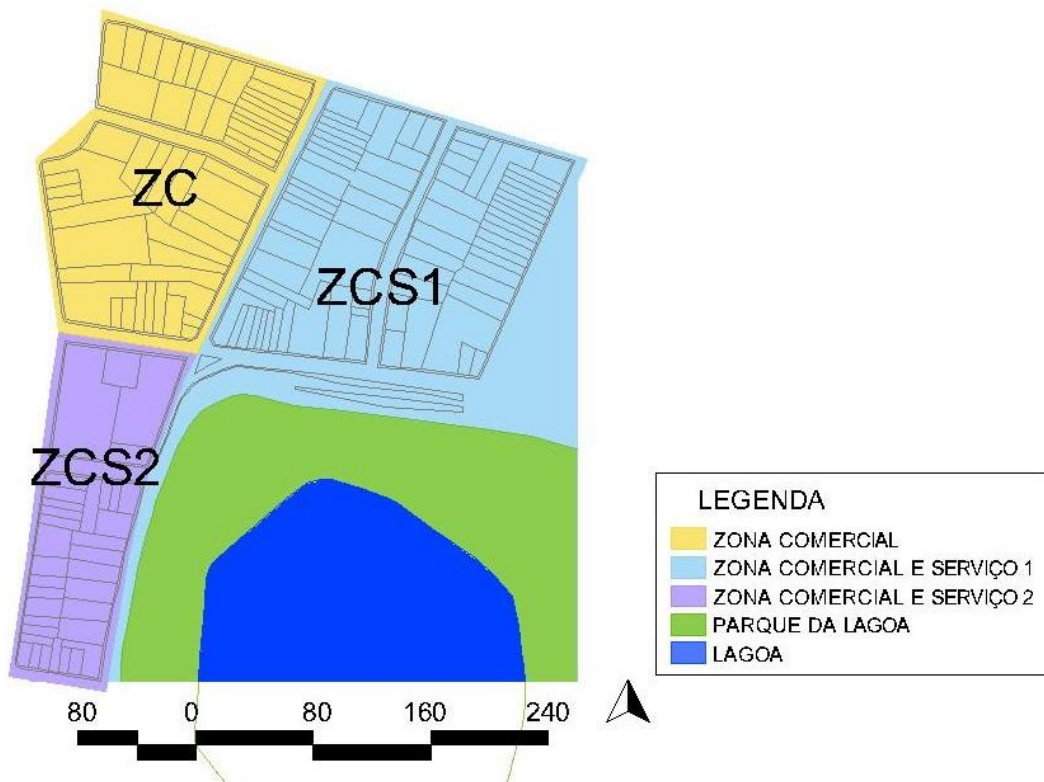 ZC
ZCS1
ZCS2
LEGENDA
ZONA COMERCIAL
ZONA COMERCIAL E SERVIÇO 1
ZONA COMERCIAL E SERVIÇO 2
PARQUE DA LAGOA
LAGOA
80 0 80 160 240